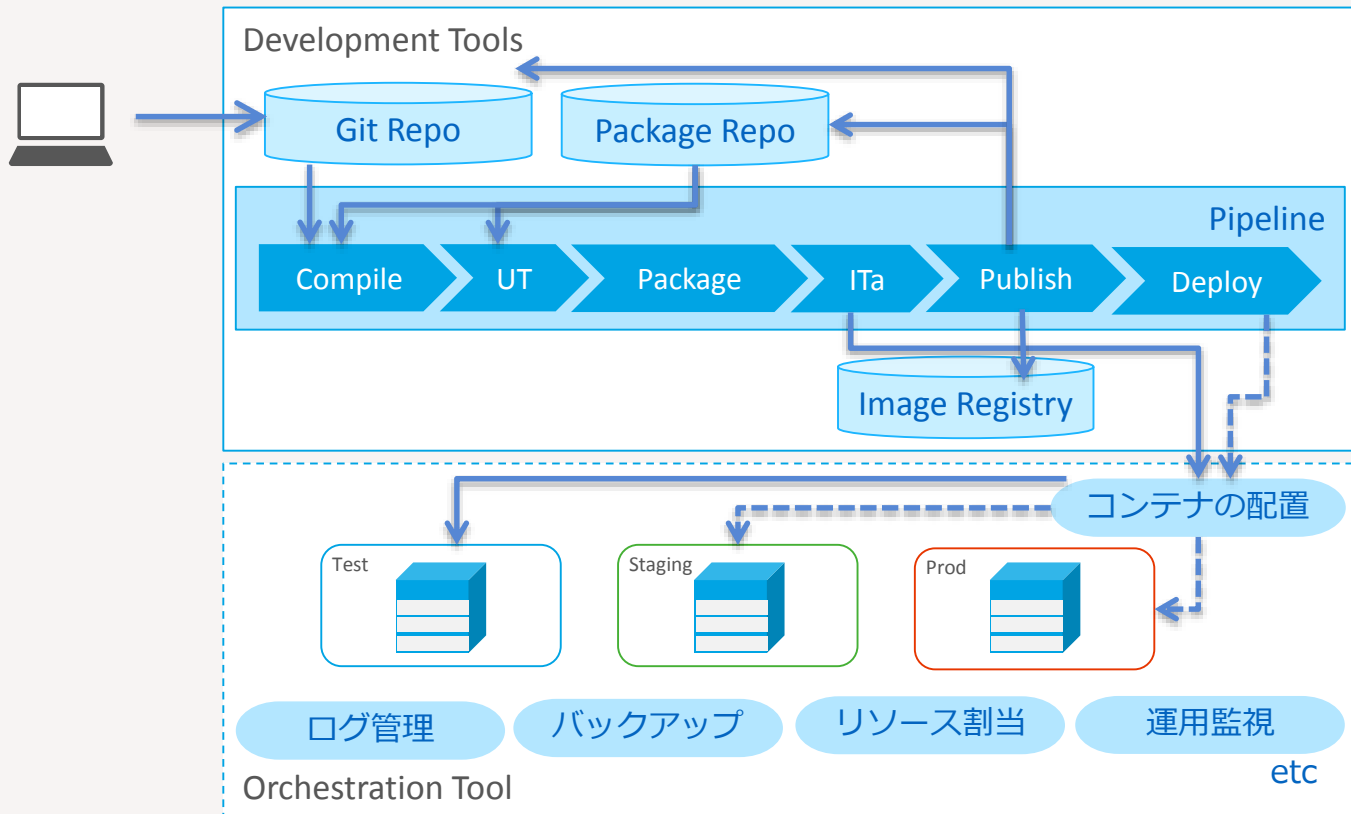 Development Tools
Git Repo
Package Repo
Pipeline
Compile
UT
Package
ITa
Publish
Deploy
Image Registry
コンテナの配置
Test
Staging
Prod
ログ管理
バックアップ
リソース割当
運用監視
etc
Orchestration Tool